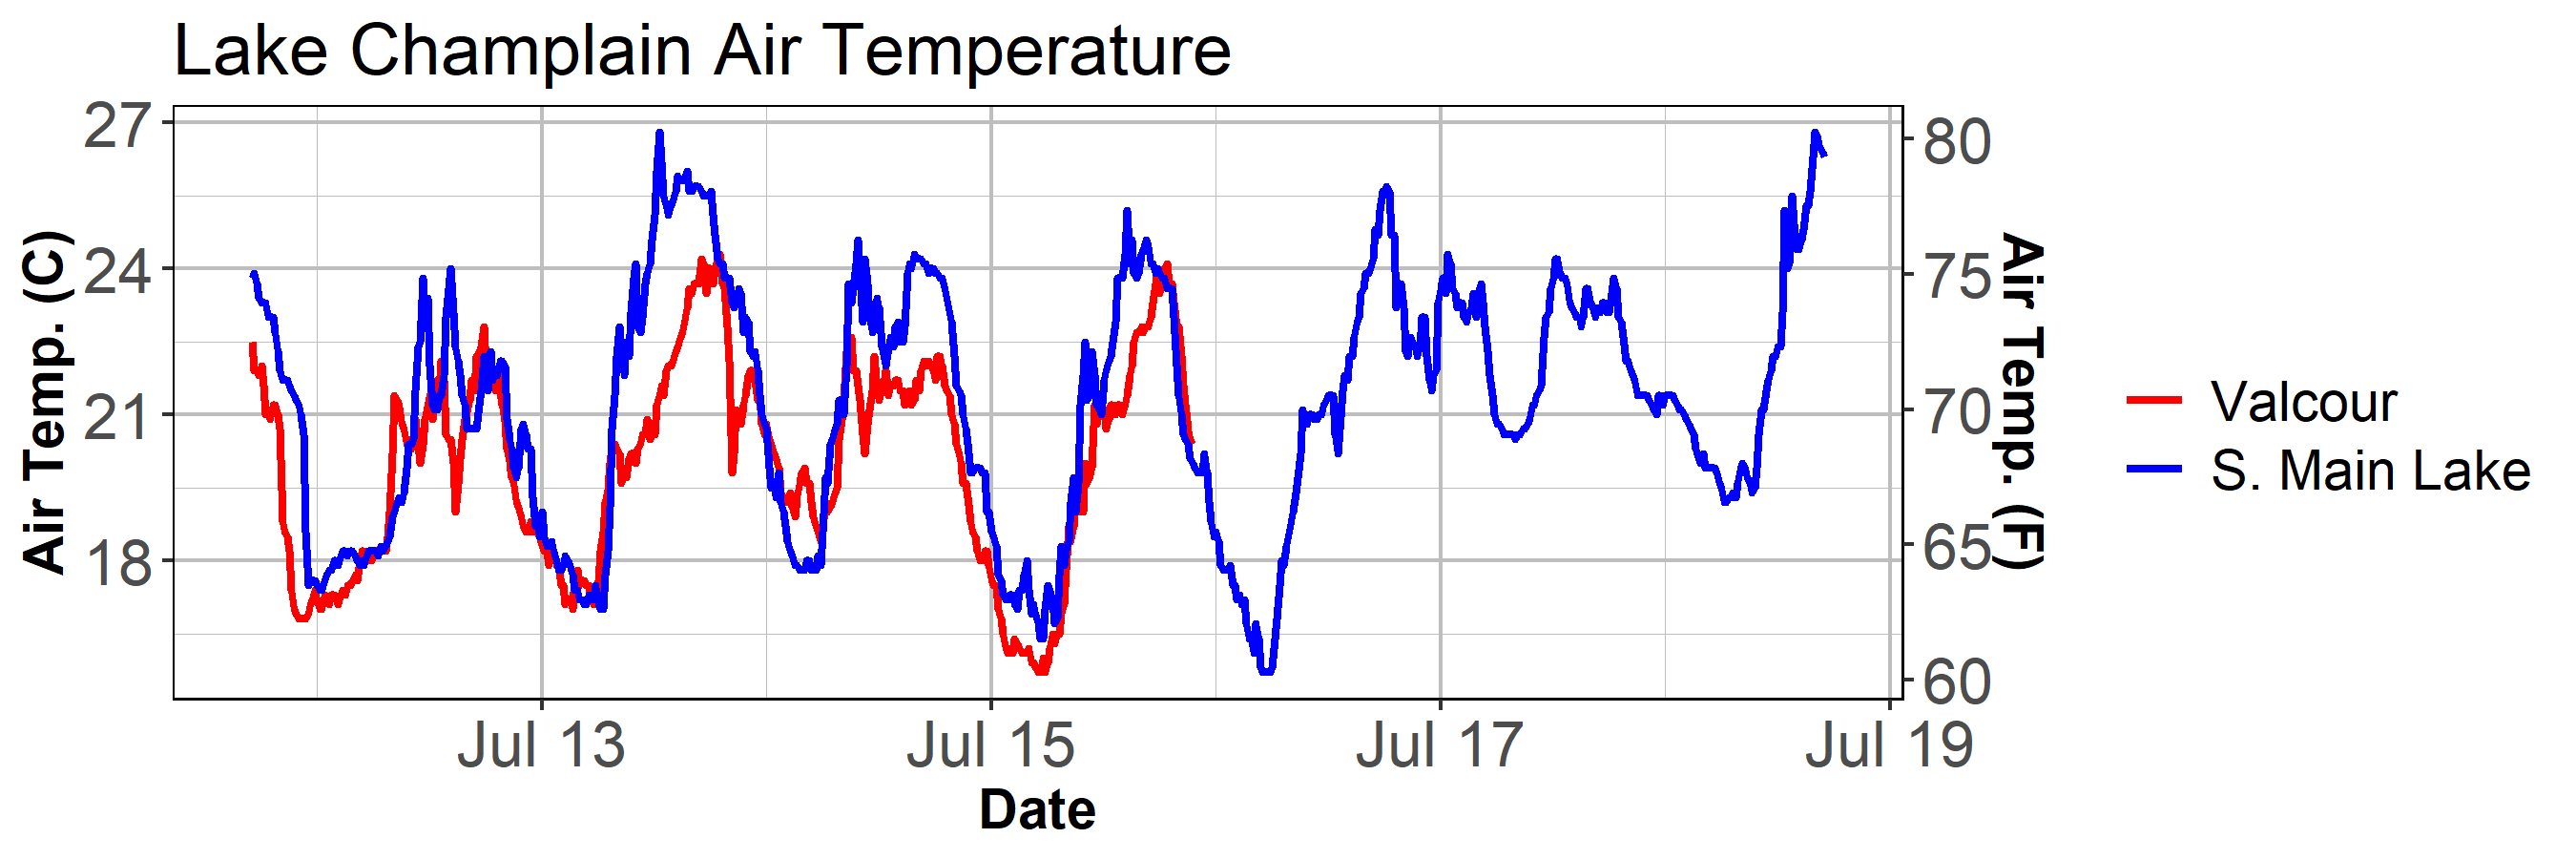 Lake Champlain Air Temperature
Air Temp. (C)
27
24
21
18
80
75
70
65
60
Air Temp. (F)
Jul 13
Jul 15
Jul 17
Jul 19
Date
Valcour
S. Main Lake